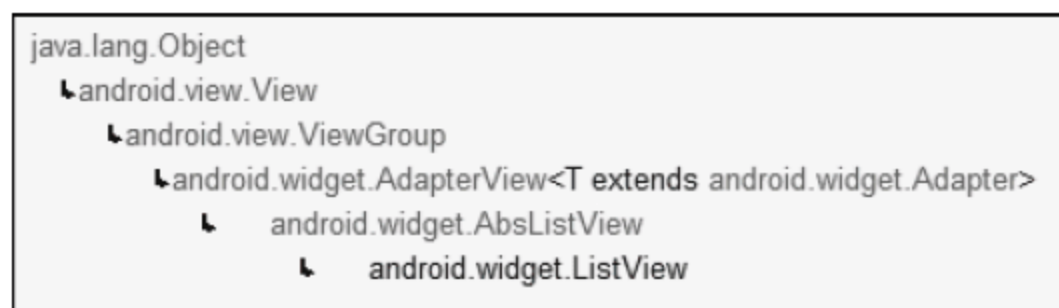 java.lang.Object
android.view.View
android.view.ViewGroup
android.widget.AdapterView<T extends android.widget.Adapter>
android.widget.AbsListView
android.widget.ListView